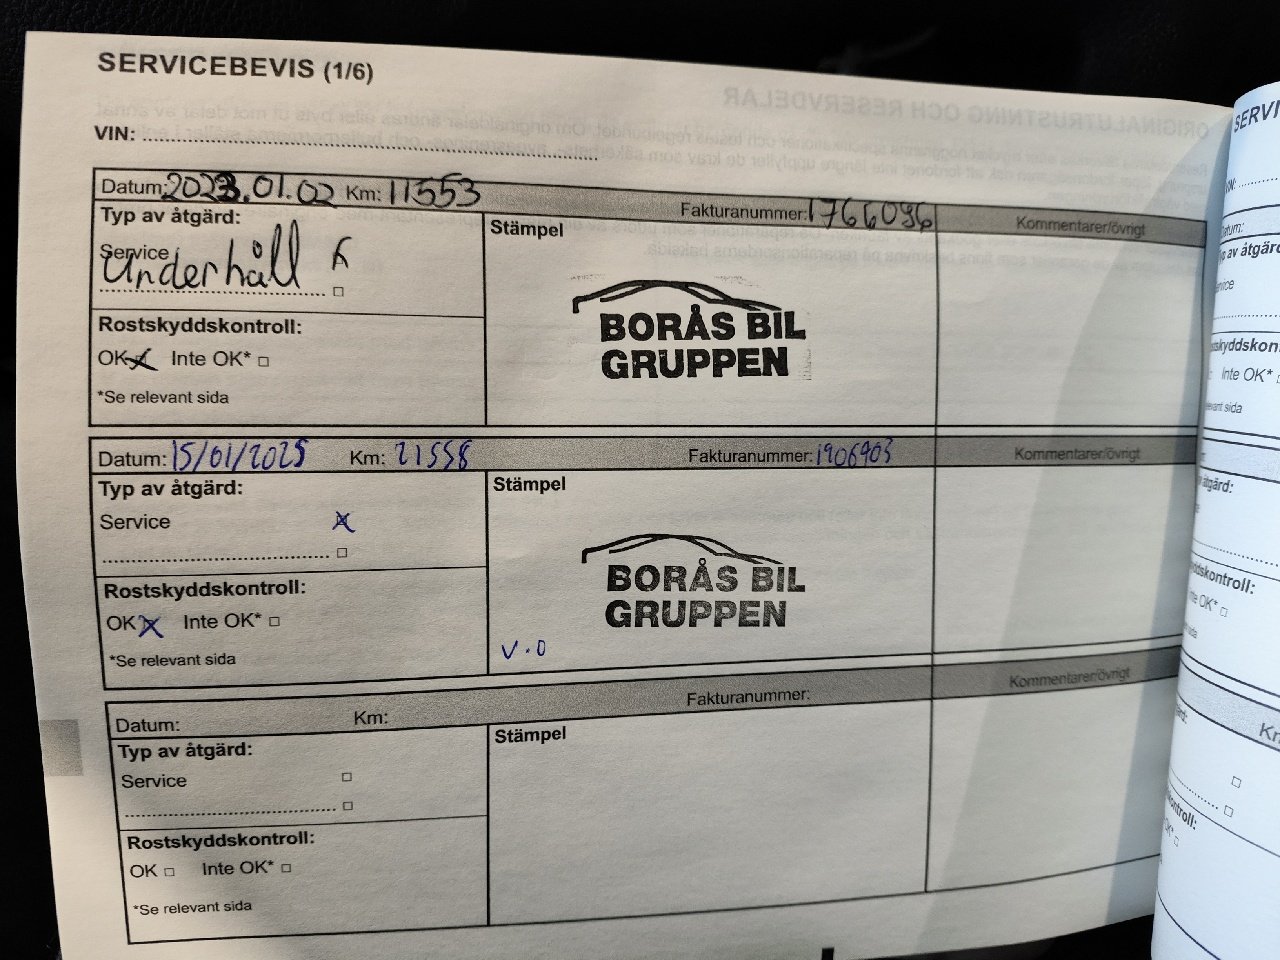 SERVICEBEVIS (1/6)
VIN:
Datum: 2023.01.02 Km: 11553 Fakturanummer: 1766096 Kommentarer/övrigt
Typ av åtgärd:
Stämpel
Service
Underhåll
BORÅS BIL
GRUPPEN
Rostskyddskontroll:
OK Inte OK*
*Se relevant sida
Datum: 15/01/2025 Km: 21558 Fakturanummer: 1906903 Kommentarer/övrigt
Typ av åtgärd:
Stämpel
Service
BORÅS BIL
GRUPPEN
Rostskyddskontroll:
OK Inte OK*
V.O
*Se relevant sida
Datum: Km: Fakturanummer: Kommentarer/övrigt
Typ av åtgärd:
Stämpel
Service
Rostskyddskontroll:
OK Inte OK*
*Se relevant sida